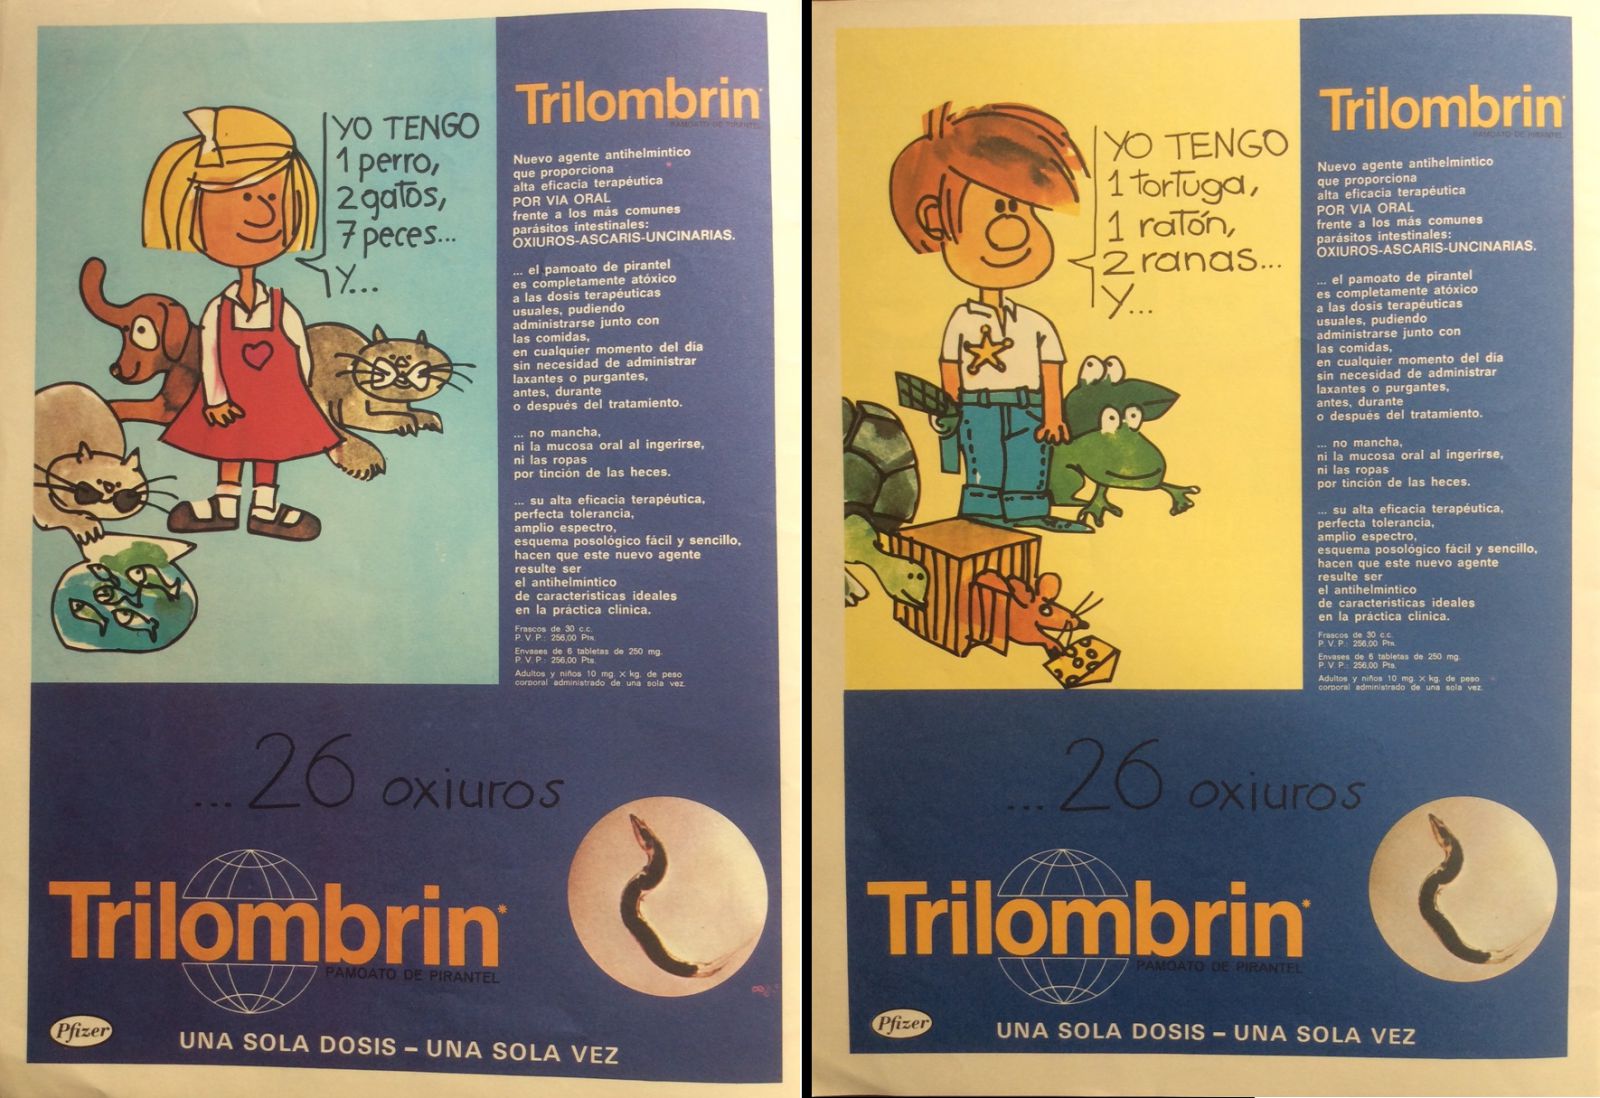 YO TENGO
1 perro,
2 gatos,
7 peces...
Y...
Trilombrin*
PAMOATO DE PIRANTEL
Nuevo agente antihelmíntico
que proporciona
alta eficacia terapéutica
POR VIA ORAL
frente a los más comunes
parásitos intestinales:
OXIUROS-ASCARIS-UNCINARIAS.
... el pamoato de pirantel
es completamente atóxico
a las dosis terapéuticas
usuales, pudiendo
administrarse junto con
las comidas,
en cualquier momento del día
sin necesidad de administrar
laxantes o purgantes,
antes, durante
o después del tratamiento.
... no mancha,
ni la mucosa oral al ingerirse,
ni las ropas
por tinción de las heces.
... su alta eficacia terapéutica,
perfecta tolerancia,
amplio espectro,
esquema posológico fácil y sencillo,
hacen que este nuevo agente
resulte ser
el antihelmíntico
de características ideales
en la práctica clínica.
Frascos de 30 c.c.
P. V. P.: 256,00 Pts.
Envases de 6 tabletas de 250 mg.
P. V. P.: 256,00 Pts.
Adultos y niños 10 mg. X kg. de peso
corporal administrado de una sola vez.
... 26 oxiuros
Trilombrin*
PAMOATO DE PIRANTEL
Pfizer
UNA SOLA DOSIS – UNA SOLA VEZ
YO TENGO
1 tortuga,
1 ratón,
2 ranas...
Y...
Trilombrin*
PAMOATO DE PIRANTEL
Nuevo agente antihelmíntico
que proporciona
alta eficacia terapéutica
POR VIA ORAL
frente a los más comunes
parásitos intestinales:
OXIUROS-ASCARIS-UNCINARIAS.
... el pamoato de pirantel
es completamente atóxico
a las dosis terapéuticas
usuales, pudiendo
administrarse junto con
las comidas,
en cualquier momento del día
sin necesidad de administrar
laxantes o purgantes,
antes, durante
o después del tratamiento.
... no mancha,
ni la mucosa oral al ingerirse,
ni las ropas
por tinción de las heces.
... su alta eficacia terapéutica,
perfecta tolerancia,
amplio espectro,
esquema posológico fácil y sencillo,
hacen que este nuevo agente
resulte ser
el antihelmíntico
de características ideales
en la práctica clínica.
Frascos de 30 c.c.
P. V. P.: 256,00 Pts.
Envases de 6 tabletas de 250 mg.
P. V. P.: 256,00 Pts.
Adultos y niños 10 mg. X kg. de peso
corporal administrado de una sola vez.
... 26 oxiuros
Trilombrin*
PAMOATO DE PIRANTEL
Pfizer
UNA SOLA DOSIS – UNA SOLA VEZ